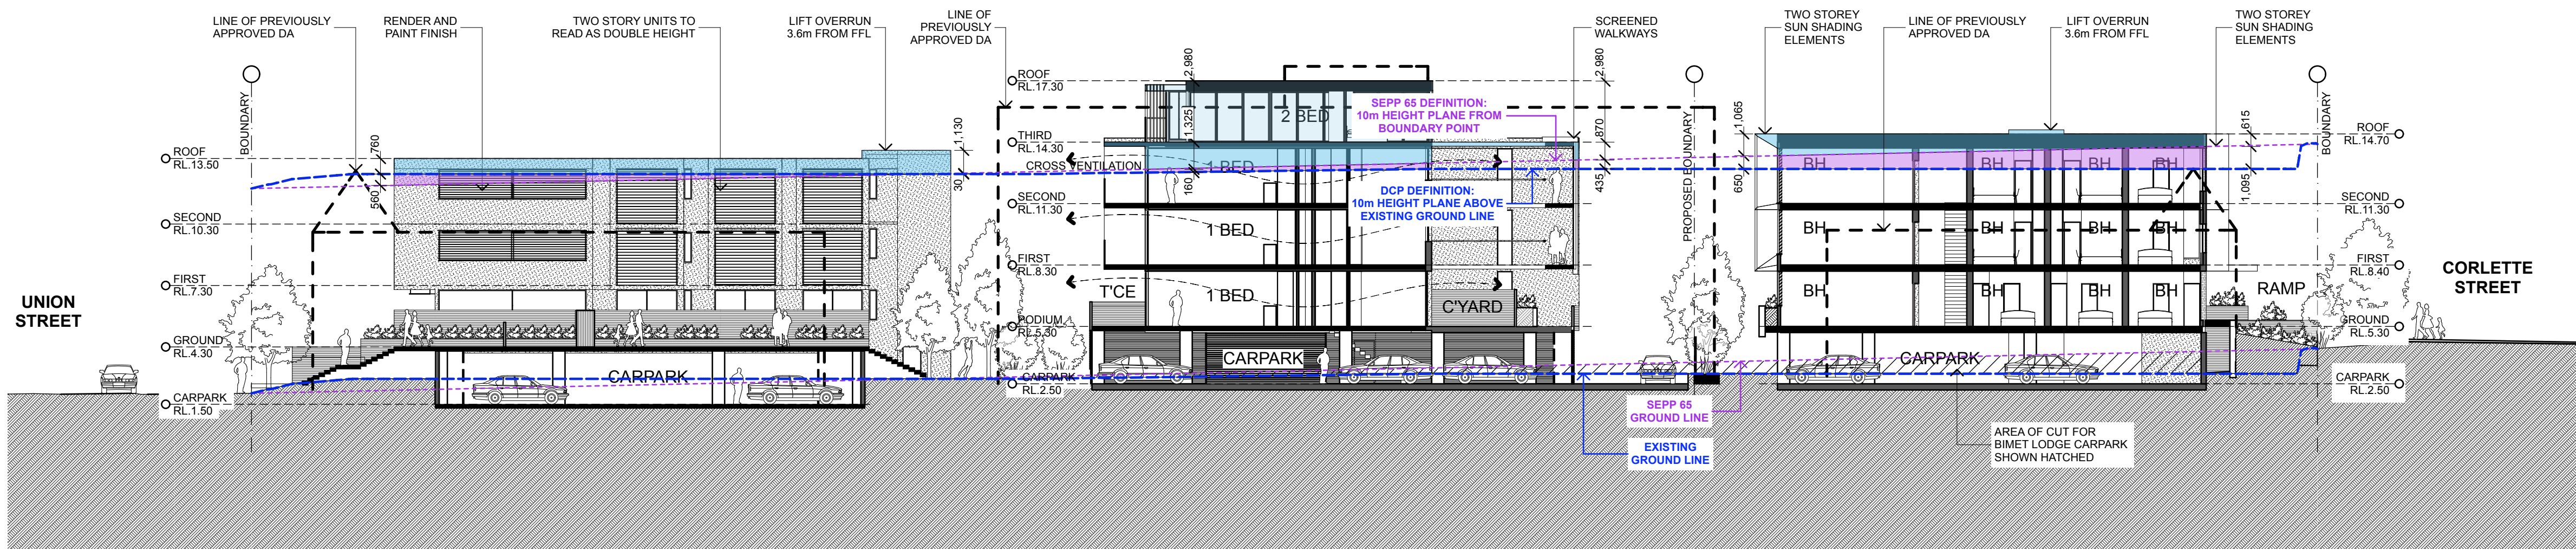 LINE OF PREVIOUSLY
APPROVED DA
RENDER AND
PAINT FINISH
TWO STORY UNITS TO
READ AS DOUBLE HEIGHT
LIFT OVERRUN
3.6m FROM FFL
LINE OF
PREVIOUSLY
APPROVED DA
SCREENED
WALKWAYS
TWO STOREY
SUN SHADING
ELEMENTS
LINE OF PREVIOUSLY
APPROVED DA
LIFT OVERRUN
3.6m FROM FFL
TWO STOREY
SUN SHADING
ELEMENTS
UNION
STREET
BOUNDARY
ROOF
RL.13.50
SECOND
RL.10.30
FIRST
RL.7.30
GROUND
RL.4.30
CARPARK
RL.1.50
760
560
1,130
30
CARPARK
ROOF
RL.17.30
THIRD
RL.14.30
CROSS VENTILATION
SECOND
RL.11.30
FIRST
RL.8.30
PODIUM
RL.5.30
CARPARK
RL.2.50
2,980
1,325
160
2 BED
1 BED
1 BED
1 BED
T'CE
C'YARD
CARPARK
SEPP 65 DEFINITION:
10m HEIGHT PLANE FROM
BOUNDARY POINT
DCP DEFINITION:
10m HEIGHT PLANE ABOVE
EXISTING GROUND LINE
2,980
870
435
PROPOSED BOUNDARY
SEPP 65
GROUND LINE
EXISTING
GROUND LINE
1,065
650
BH
BH
BH
BH
BH
BH
BH
BH
BH
BH
BH
BH
CARPARK
AREA OF CUT FOR
BIMET LODGE CARPARK
SHOWN HATCHED
615
1,095
RAMP
BOUNDARY
ROOF
RL.14.70
SECOND
RL.11.30
FIRST
RL.8.40
GROUND
RL.5.30
CARPARK
RL.2.50
CORLETTE
STREET